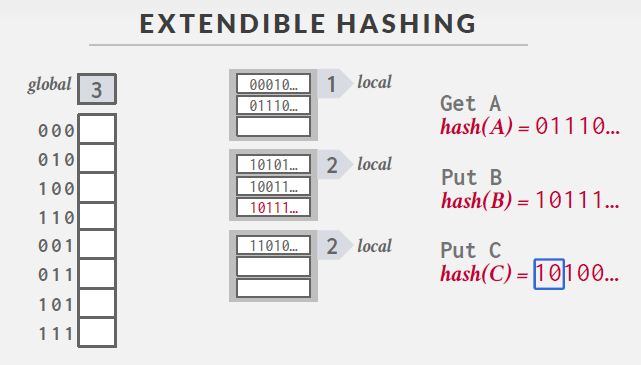 EXTENDIBLE HASHING
global 3
000
010
100
110
001
011
101
111
00010…
01110…
1 local
10101…
10011…
10111…
2 local
11010…
2 local
Get A
hash(A) = 01110…
Put B
hash(B) = 10111…
Put C
hash(C) = 10100…